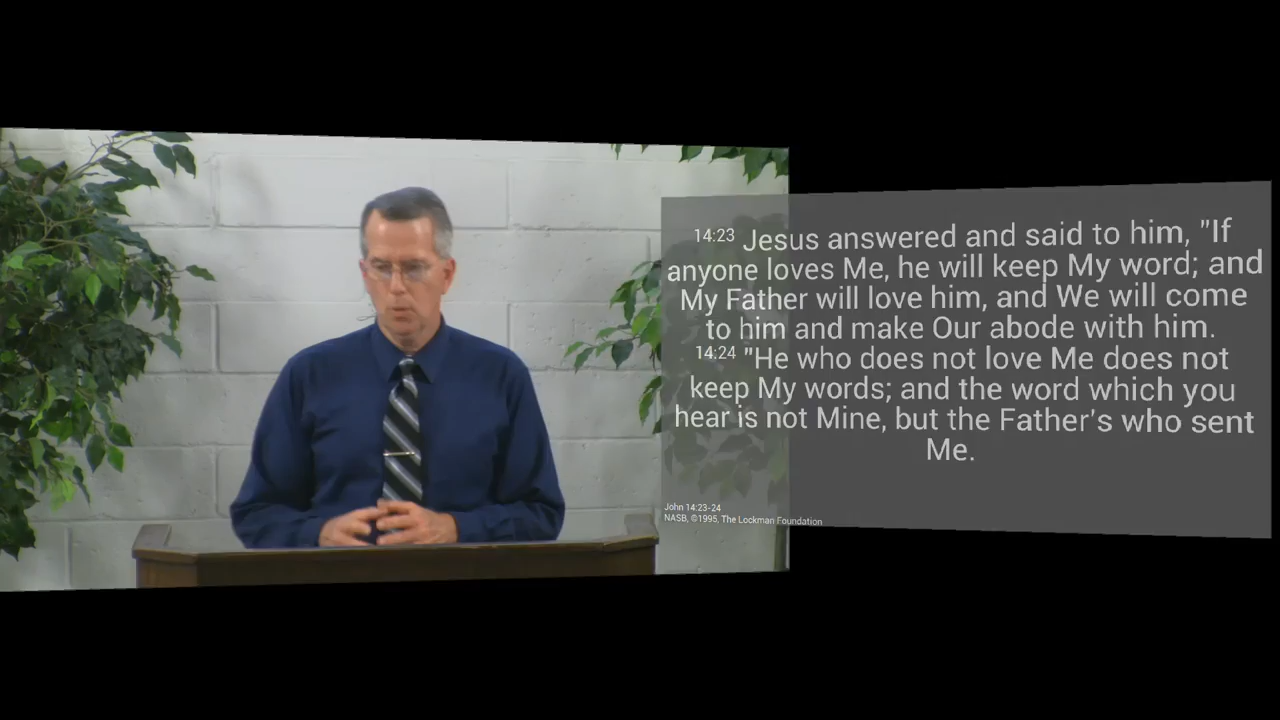 14:23 Jesus answered and said to him, "If
anyone loves Me, he will keep My word; and
My Father will love him, and We will come
to him and make Our abode with him.
14:24 "He who does not love Me does not
keep My words; and the word which you
hear is not Mine, but the Father's who sent
Me.
John 14:23-24
NASB, ©1995, The Lockman Foundation